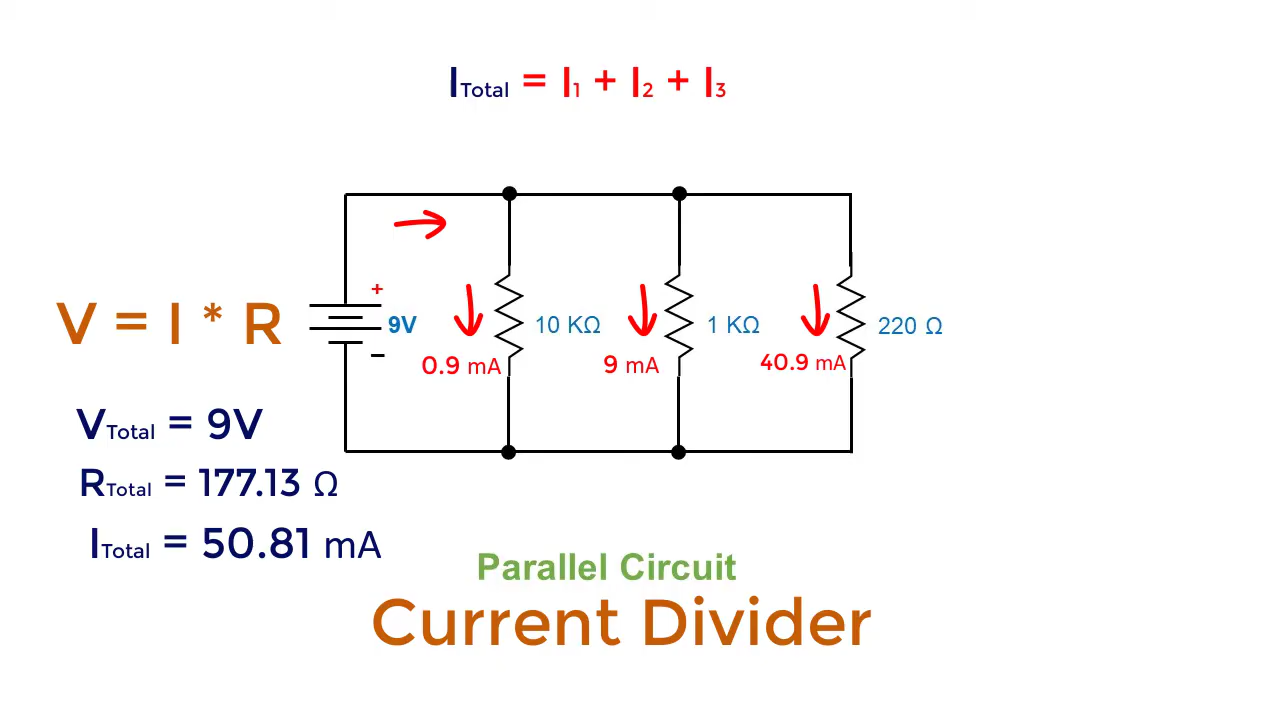 ITotal = I1 + I2 + I3
+
V = I * R
9V
10 KΩ
1 KΩ
220 Ω
−
0.9 mA
9 mA
40.9 mA
VTotal = 9V
RTotal = 177.13 Ω
ITotal = 50.81 mA
Parallel Circuit
Current Divider